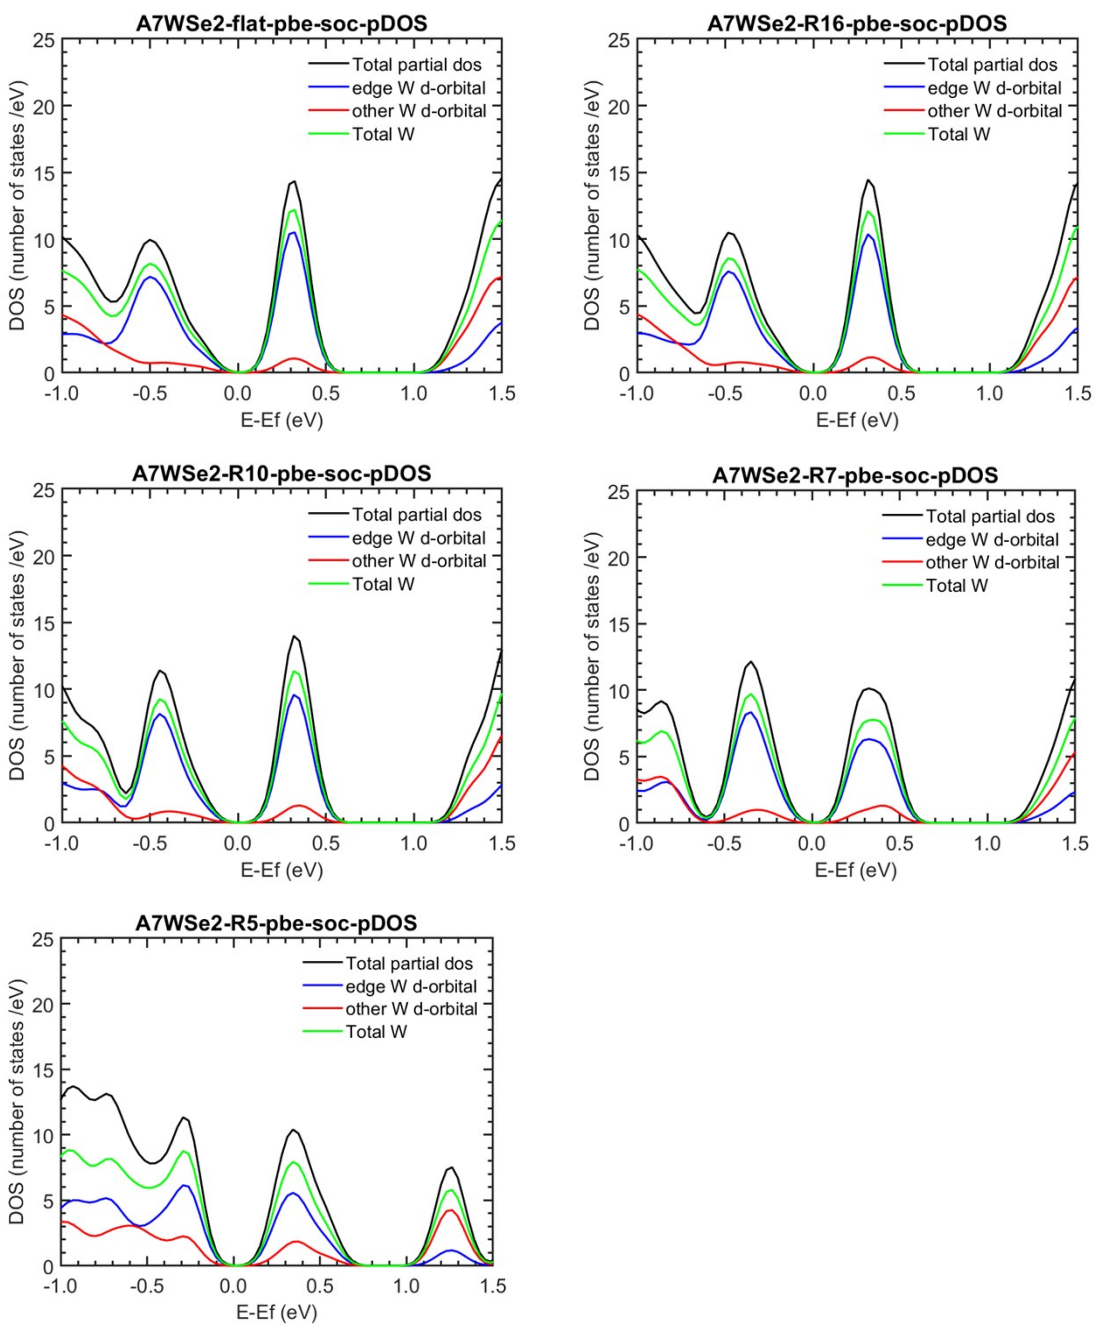 A7WSe2-flat-pbe-soc-pDOS
25
20
15
10
5
0
DOS (number of states /eV)
Total partial dos
edge W d-orbital
other W d-orbital
Total W
-1.0 -0.5 0.0 0.5 1.0 1.5
E-Ef (eV)
A7WSe2-R16-pbe-soc-pDOS
25
20
15
10
5
0
DOS (number of states /eV)
Total partial dos
edge W d-orbital
other W d-orbital
Total W
-1.0 -0.5 0.0 0.5 1.0 1.5
E-Ef (eV)
A7WSe2-R10-pbe-soc-pDOS
25
20
15
10
5
0
DOS (number of states /eV)
Total partial dos
edge W d-orbital
other W d-orbital
Total W
-1.0 -0.5 0.0 0.5 1.0 1.5
E-Ef (eV)
A7WSe2-R7-pbe-soc-pDOS
25
20
15
10
5
0
DOS (number of states /eV)
Total partial dos
edge W d-orbital
other W d-orbital
Total W
-1.0 -0.5 0.0 0.5 1.0 1.5
E-Ef (eV)
A7WSe2-R5-pbe-soc-pDOS
25
20
15
10
5
0
DOS (number of states /eV)
Total partial dos
edge W d-orbital
other W d-orbital
Total W
-1.0 -0.5 0.0 0.5 1.0 1.5
E-Ef (eV)